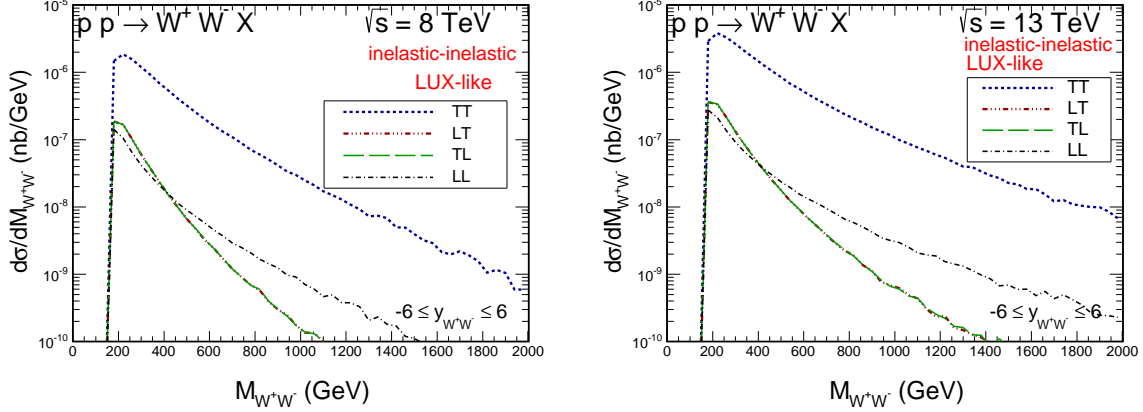 p p → W⁺ W⁻ X √s = 8 TeV
inelastic-inelastic
LUX-like
TT
LT
TL
LL
-6 ≤ y_{W⁺W⁻} ≤ 6
dσ/dM_{W⁺W⁻} (nb/GeV)
10⁻⁵
10⁻⁶
10⁻⁷
10⁻⁸
10⁻⁹
10⁻¹⁰
0 200 400 600 800 1000 1200 1400 1600 1800 2000
M_{W⁺W⁻} (GeV)
p p → W⁺ W⁻ X √s = 13 TeV
inelastic-inelastic
LUX-like
TT
LT
TL
LL
-6 ≤ y_{W⁺W⁻} ≤ 6
dσ/dM_{W⁺W⁻} (nb/GeV)
10⁻⁵
10⁻⁶
10⁻⁷
10⁻⁸
10⁻⁹
10⁻¹⁰
0 200 400 600 800 1000 1200 1400 1600 1800 2000
M_{W⁺W⁻} (GeV)